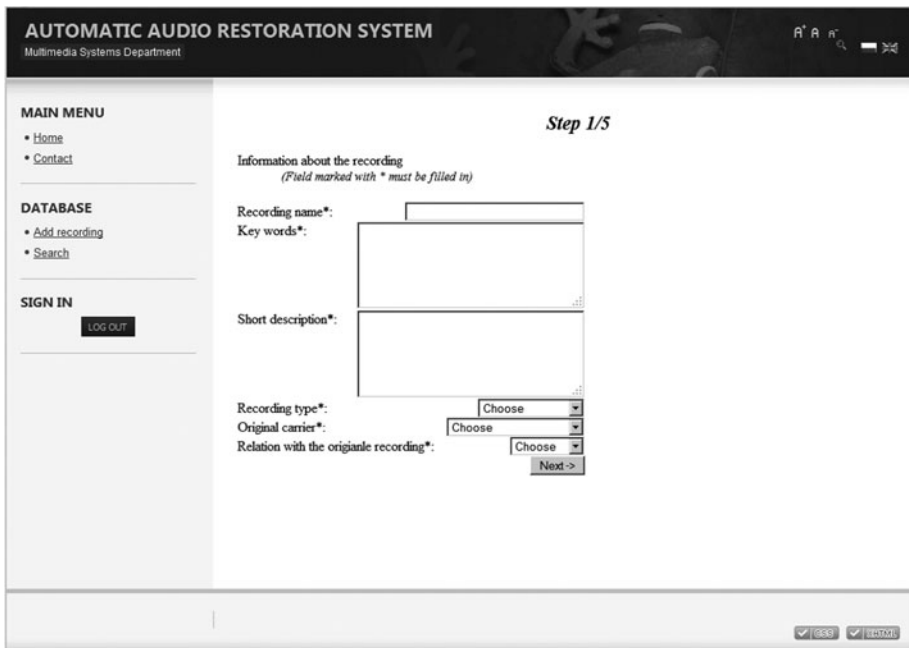 AUTOMATIC AUDIO RESTORATION SYSTEM
Multimedia Systems Department
A+ A A-
MAIN MENU
• Home
• Contact
DATABASE
• Add recording
• Search
SIGN IN
LOG OUT
Step 1/5
Information about the recording
(Field marked with * must be filled in)
Recording name*:
Key words*:
Short description*:
Recording type*: Choose
Original carrier*: Choose
Relation with the origianle recording*: Choose
Next ->
CSS XHTML